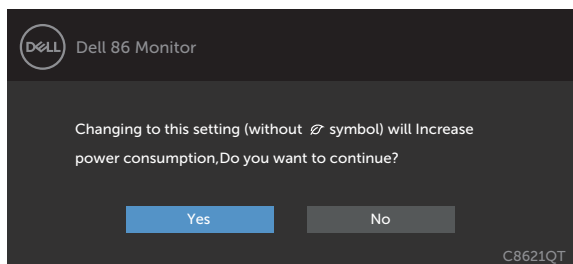 DELL Dell 86 Monitor
Changing to this setting (without symbol) will Increase
power consumption,Do you want to continue?
Yes No
C8621QT